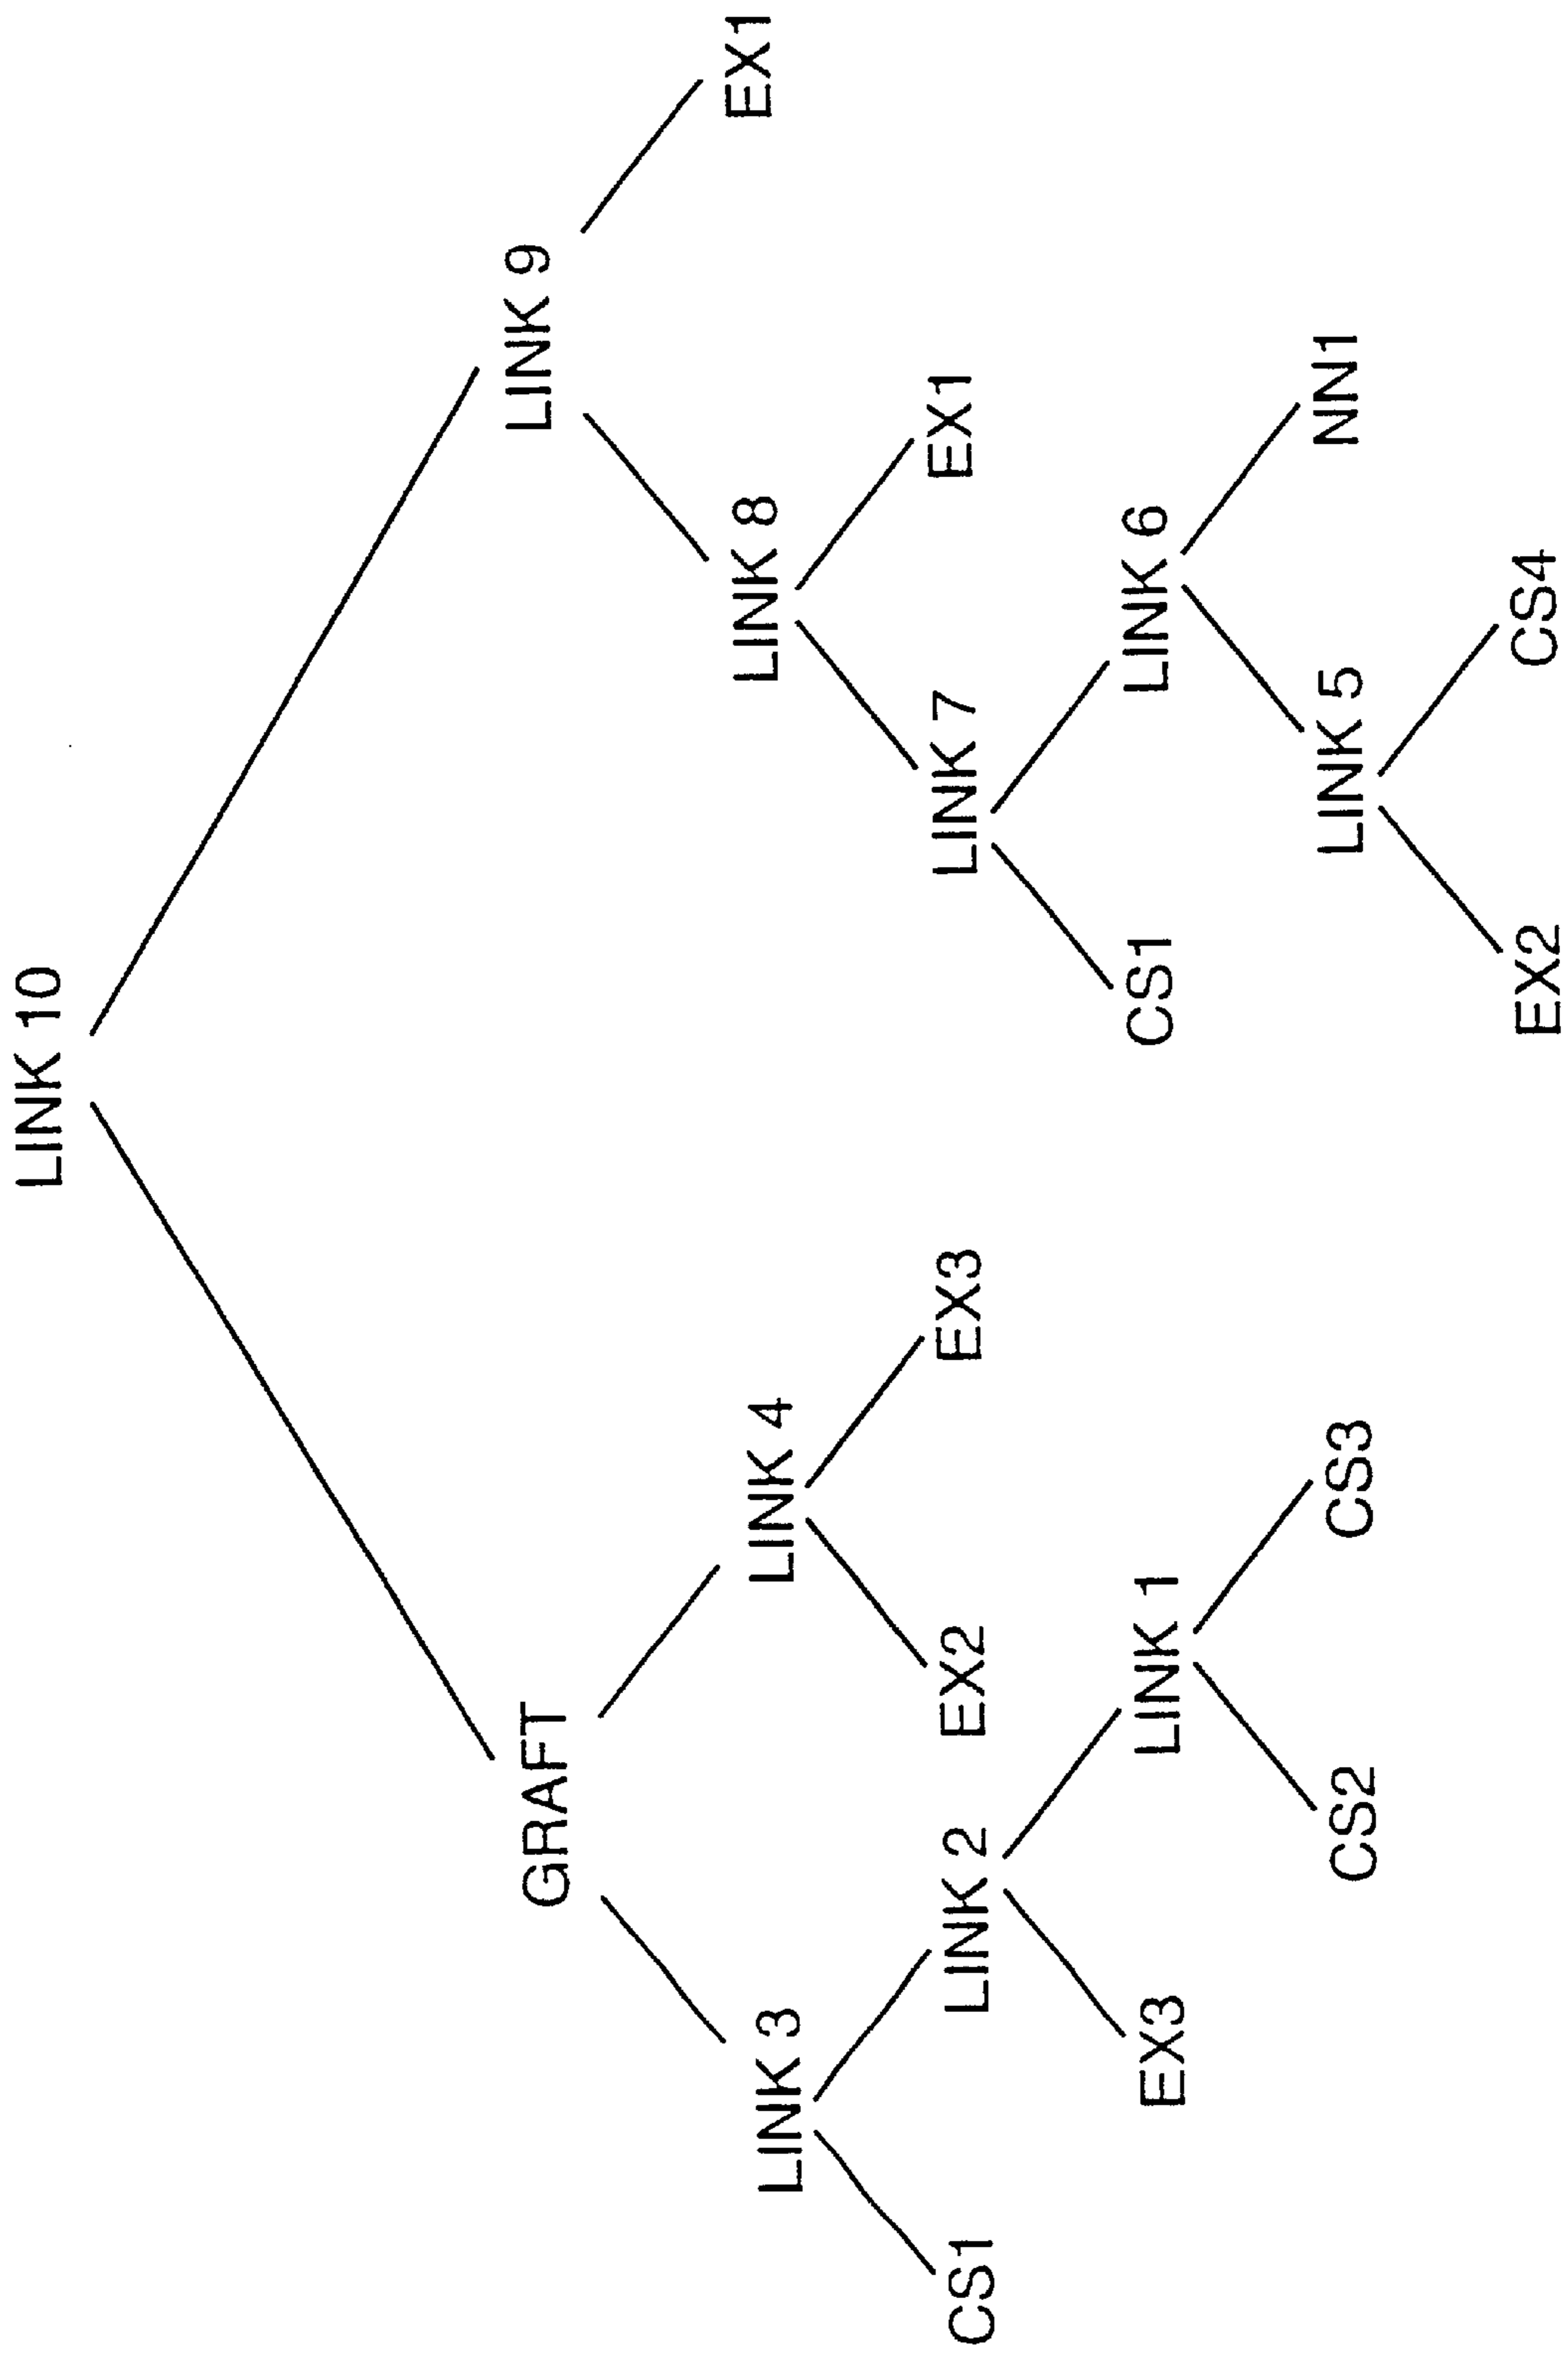 LINK 10
GRAFT
LINK 9
LINK 3
LINK 4
LINK 8
EX1
CS1
LINK 2
EX2
EX3
LINK 7
EX1
EX3
LINK 1
CS1
LINK 6
CS2
CS3
LINK 5
NN1
EX2
CS4